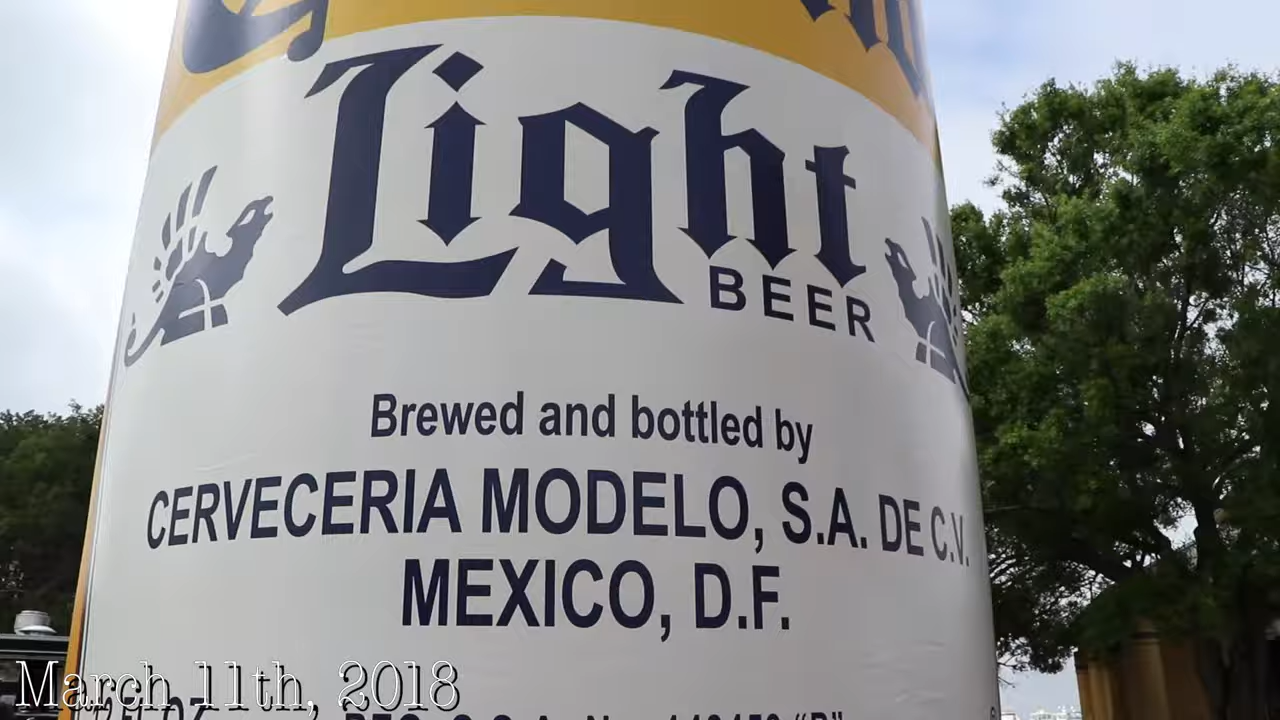 Light
BEER
Brewed and bottled by
CERVECERIA MODELO, S.A. DE C.V.
MEXICO, D.F.
March 11th, 2018